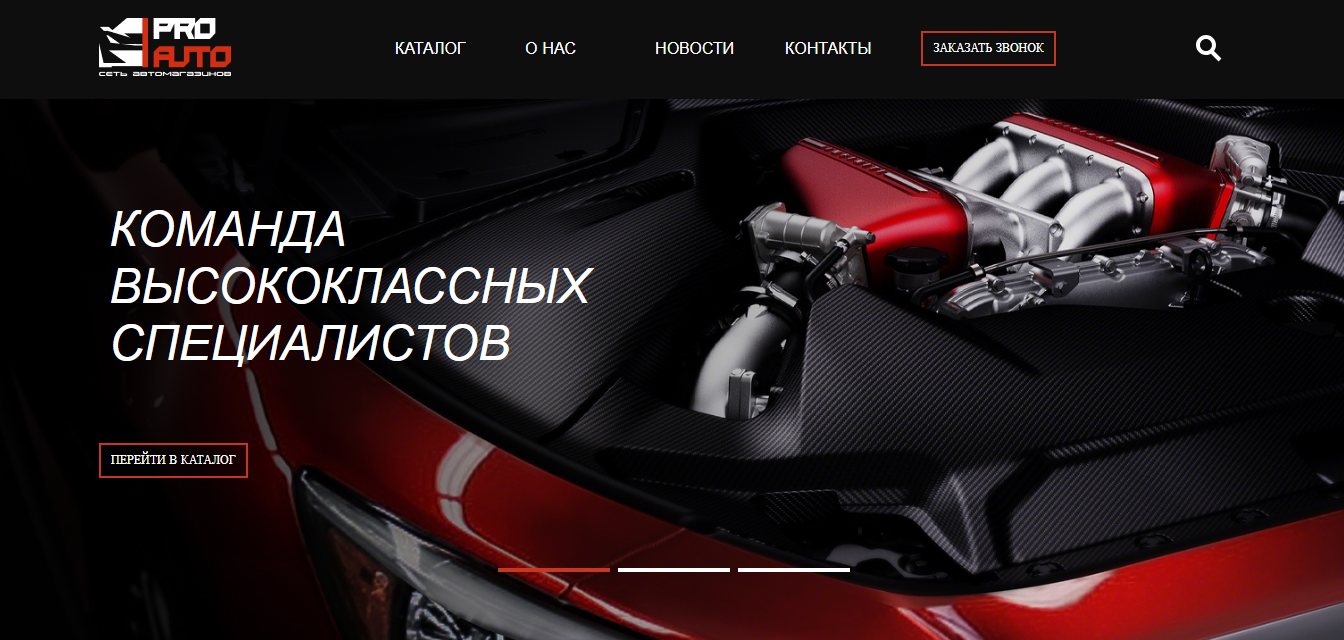 PRO
AUTO
сеть автомагазинов
КАТАЛОГ
О НАС
НОВОСТИ
КОНТАКТЫ
ЗАКАЗАТЬ ЗВОНОК
КОМАНДА
ВЫСОКОКЛАССНЫХ
СПЕЦИАЛИСТОВ
ПЕРЕЙТИ В КАТАЛОГ